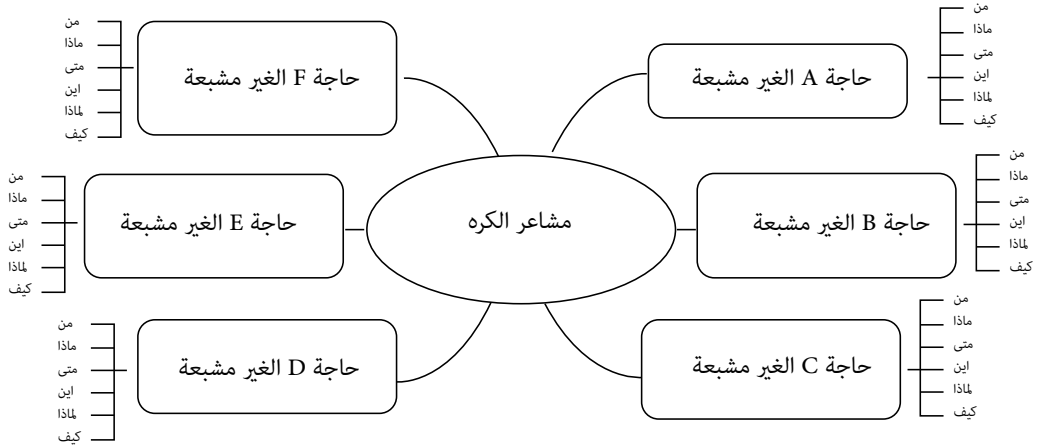 مشاعر الكره
حاجة A الغير مشبعة
من
ماذا
متى
اين
لماذا
كيف
حاجة B الغير مشبعة
من
ماذا
متى
اين
لماذا
كيف
حاجة C الغير مشبعة
من
ماذا
متى
اين
لماذا
كيف
حاجة D الغير مشبعة
من
ماذا
متى
اين
لماذا
كيف
حاجة E الغير مشبعة
من
ماذا
متى
اين
لماذا
كيف
حاجة F الغير مشبعة
من
ماذا
متى
اين
لماذا
كيف